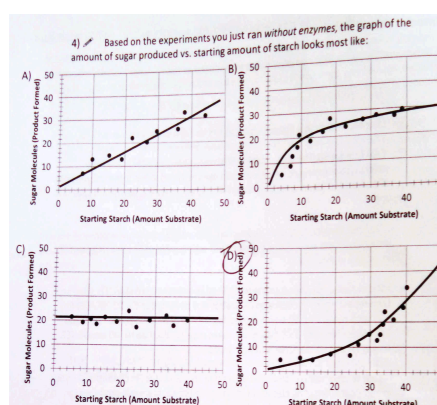 4) Based on the experiments you just ran without enzymes, the graph of the
amount of sugar produced vs. starting amount of starch looks most like:
A)
Sugar Molecules (Product Formed)
50
40
30
20
10
0
0 10 20 30 40 50
Starting Starch (Amount Substrate)
B)
Sugar Molecules (Product Formed)
50
40
30
20
10
0
0 10 20 30 40
Starting Starch (Amount Substrate)
C)
Sugar Molecules (Product Formed)
50
40
30
20
10
0
0 10 20 30 40 50
Starting Starch (Amount Substrate)
D)
Sugar Molecules (Product Formed)
50
40
30
20
10
0
0 10 20 30 40
Starting Starch (Amount Substrate)